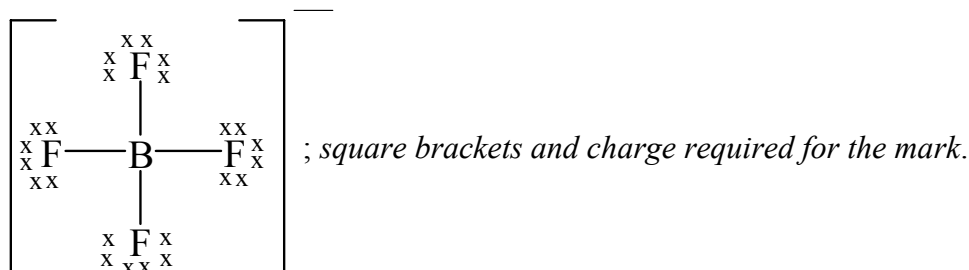 x x
x F x
x x
x x x x
x F B F x
x x
x x x x
x F x
x x
x x x x
; square brackets and charge required for the mark.